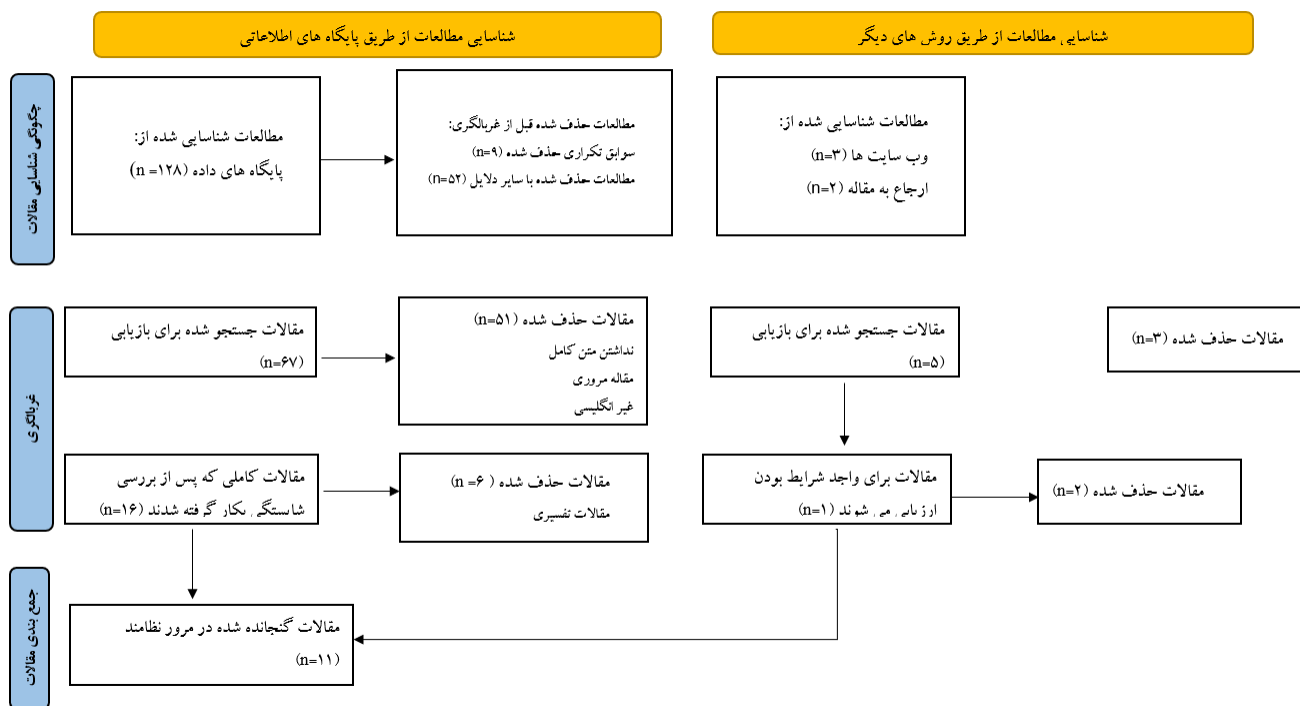 شناسایی مطالعات از طریق پایگاه های اطلاعاتی
شناسایی مطالعات از طریق روش های دیگر
چگونگی شناسایی مقالات
مطالعات شناسایی شده از:
پایگاه های داده (n =۱۲۸)
مطالعات حذف شده قبل از غربالگری:
سوابق تکراری حذف شده (n=۹)
مطالعات حذف شده با سایر دلایل (n=۵۲)
مطالعات شناسایی شده از:
وب سایت ها (n=۳)
ارجاع به مقاله (n=۲)
غربالگری
مقالات جستجو شده برای بازیابی
(n=۶۷)
مقالات حذف شده (n=۵۱)
نداشتن متن کامل
مقاله مروری
غیر انگلیسی
مقالات جستجو شده برای بازیابی
(n=۵)
مقالات حذف شده (n=۳)
مقالات کاملی که پس از بررسی
شایستگی بکار گرفته شدند (n=۱۶)
مقالات حذف شده (n =۶ )
مقالات تفسیری
مقالات برای واجد شرایط بودن
ارزیابی می شوند (n=۱)
مقالات حذف شده (n=۲)
جمع بندی مقالات
مقالات گنجانده شده در مرور نظامند
(n=۱۱)